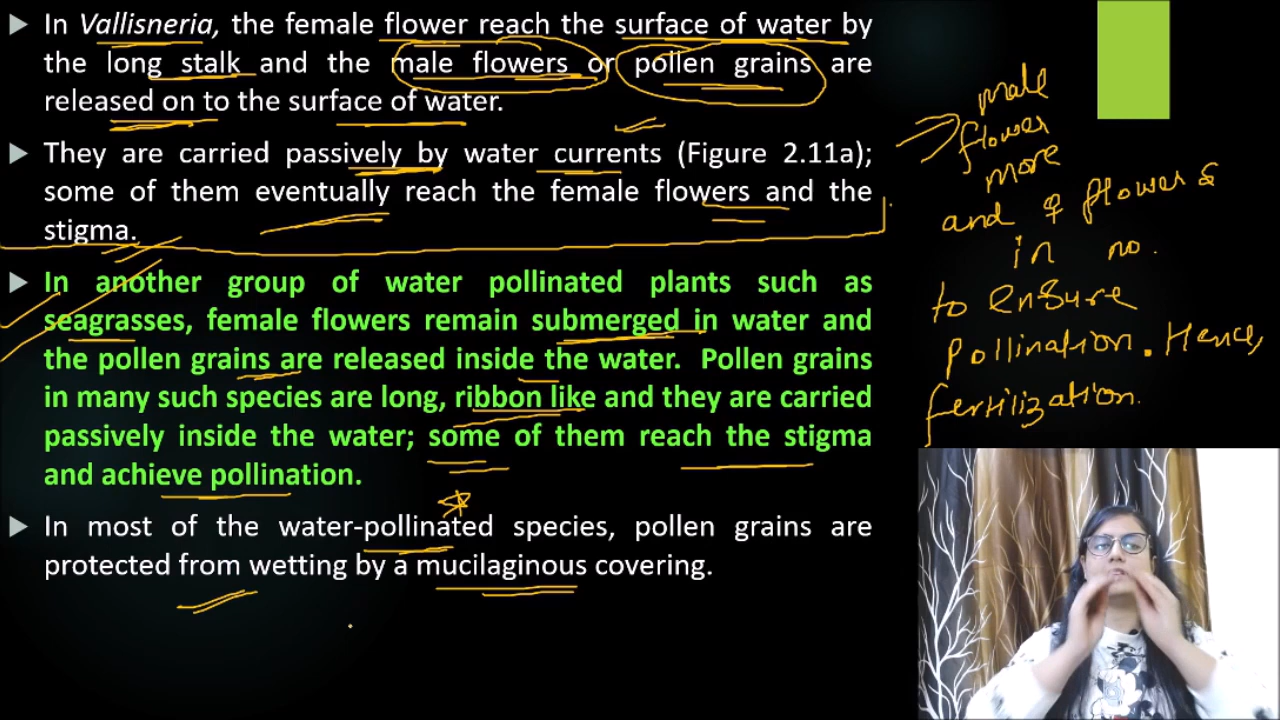 In Vallisneria, the female flower reach the surface of water by
the long stalk and the male flowers or pollen grains are
released on to the surface of water.
They are carried passively by water currents (Figure 2.11a);
some of them eventually reach the female flowers and the
stigma.
In another group of water pollinated plants such as
seagrasses, female flowers remain submerged in water and
the pollen grains are released inside the water. Pollen grains
in many such species are long, ribbon like and they are carried
passively inside the water; some of them reach the stigma
and achieve pollination.
In most of the water-pollinated species, pollen grains are
protected from wetting by a mucilaginous covering.
male
flower
more
and ♀ flowers
in no.
to ensure
pollination. Hence,
fertilization.